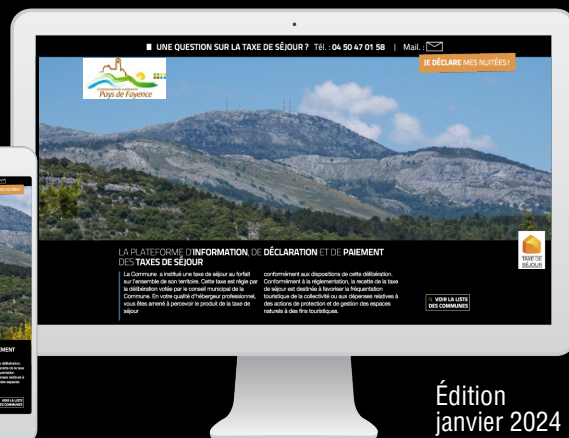 UNE QUESTION SUR LA TAXE DE SÉJOUR ? Tél. : 04 50 47 01 58 | Mail. :
JE DÉCLARE MES NUITÉES !
Pays de Fayence
LA PLATEFORME D'INFORMATION, DE DÉCLARATION ET DE PAIEMENT
DES TAXES DE SÉJOUR
La Commune a institué une taxe de séjour au forfait
sur l'ensemble de son territoire. Cette taxe est régie par
la délibération votée par le conseil municipal de la
Commune. En votre qualité d'hébergeur professionnel,
vous êtes amené à percevoir le produit de la taxe de
séjour
conformément aux dispositions de cette délibération.
Conformément à la réglementation, la recette de la taxe
de séjour est destinée à favoriser la fréquentation
touristique de la collectivité ou aux dépenses relatives à
des actions de protection et de gestion des espaces
naturels à des fins touristiques.
TAXE DE
SÉJOUR
VOIR LA LISTE
DES COMMUNES
EMENT
VOIR LA LISTE
DES COMMUNES
Édition
janvier 2024